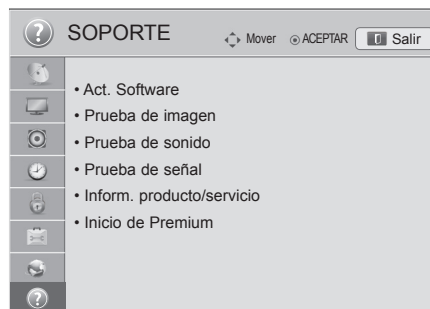 SOPORTE
Mover ACEPTAR Salir
• Act. Software
• Prueba de imagen
• Prueba de sonido
• Prueba de señal
• Inform. producto/servicio
• Inicio de Premium